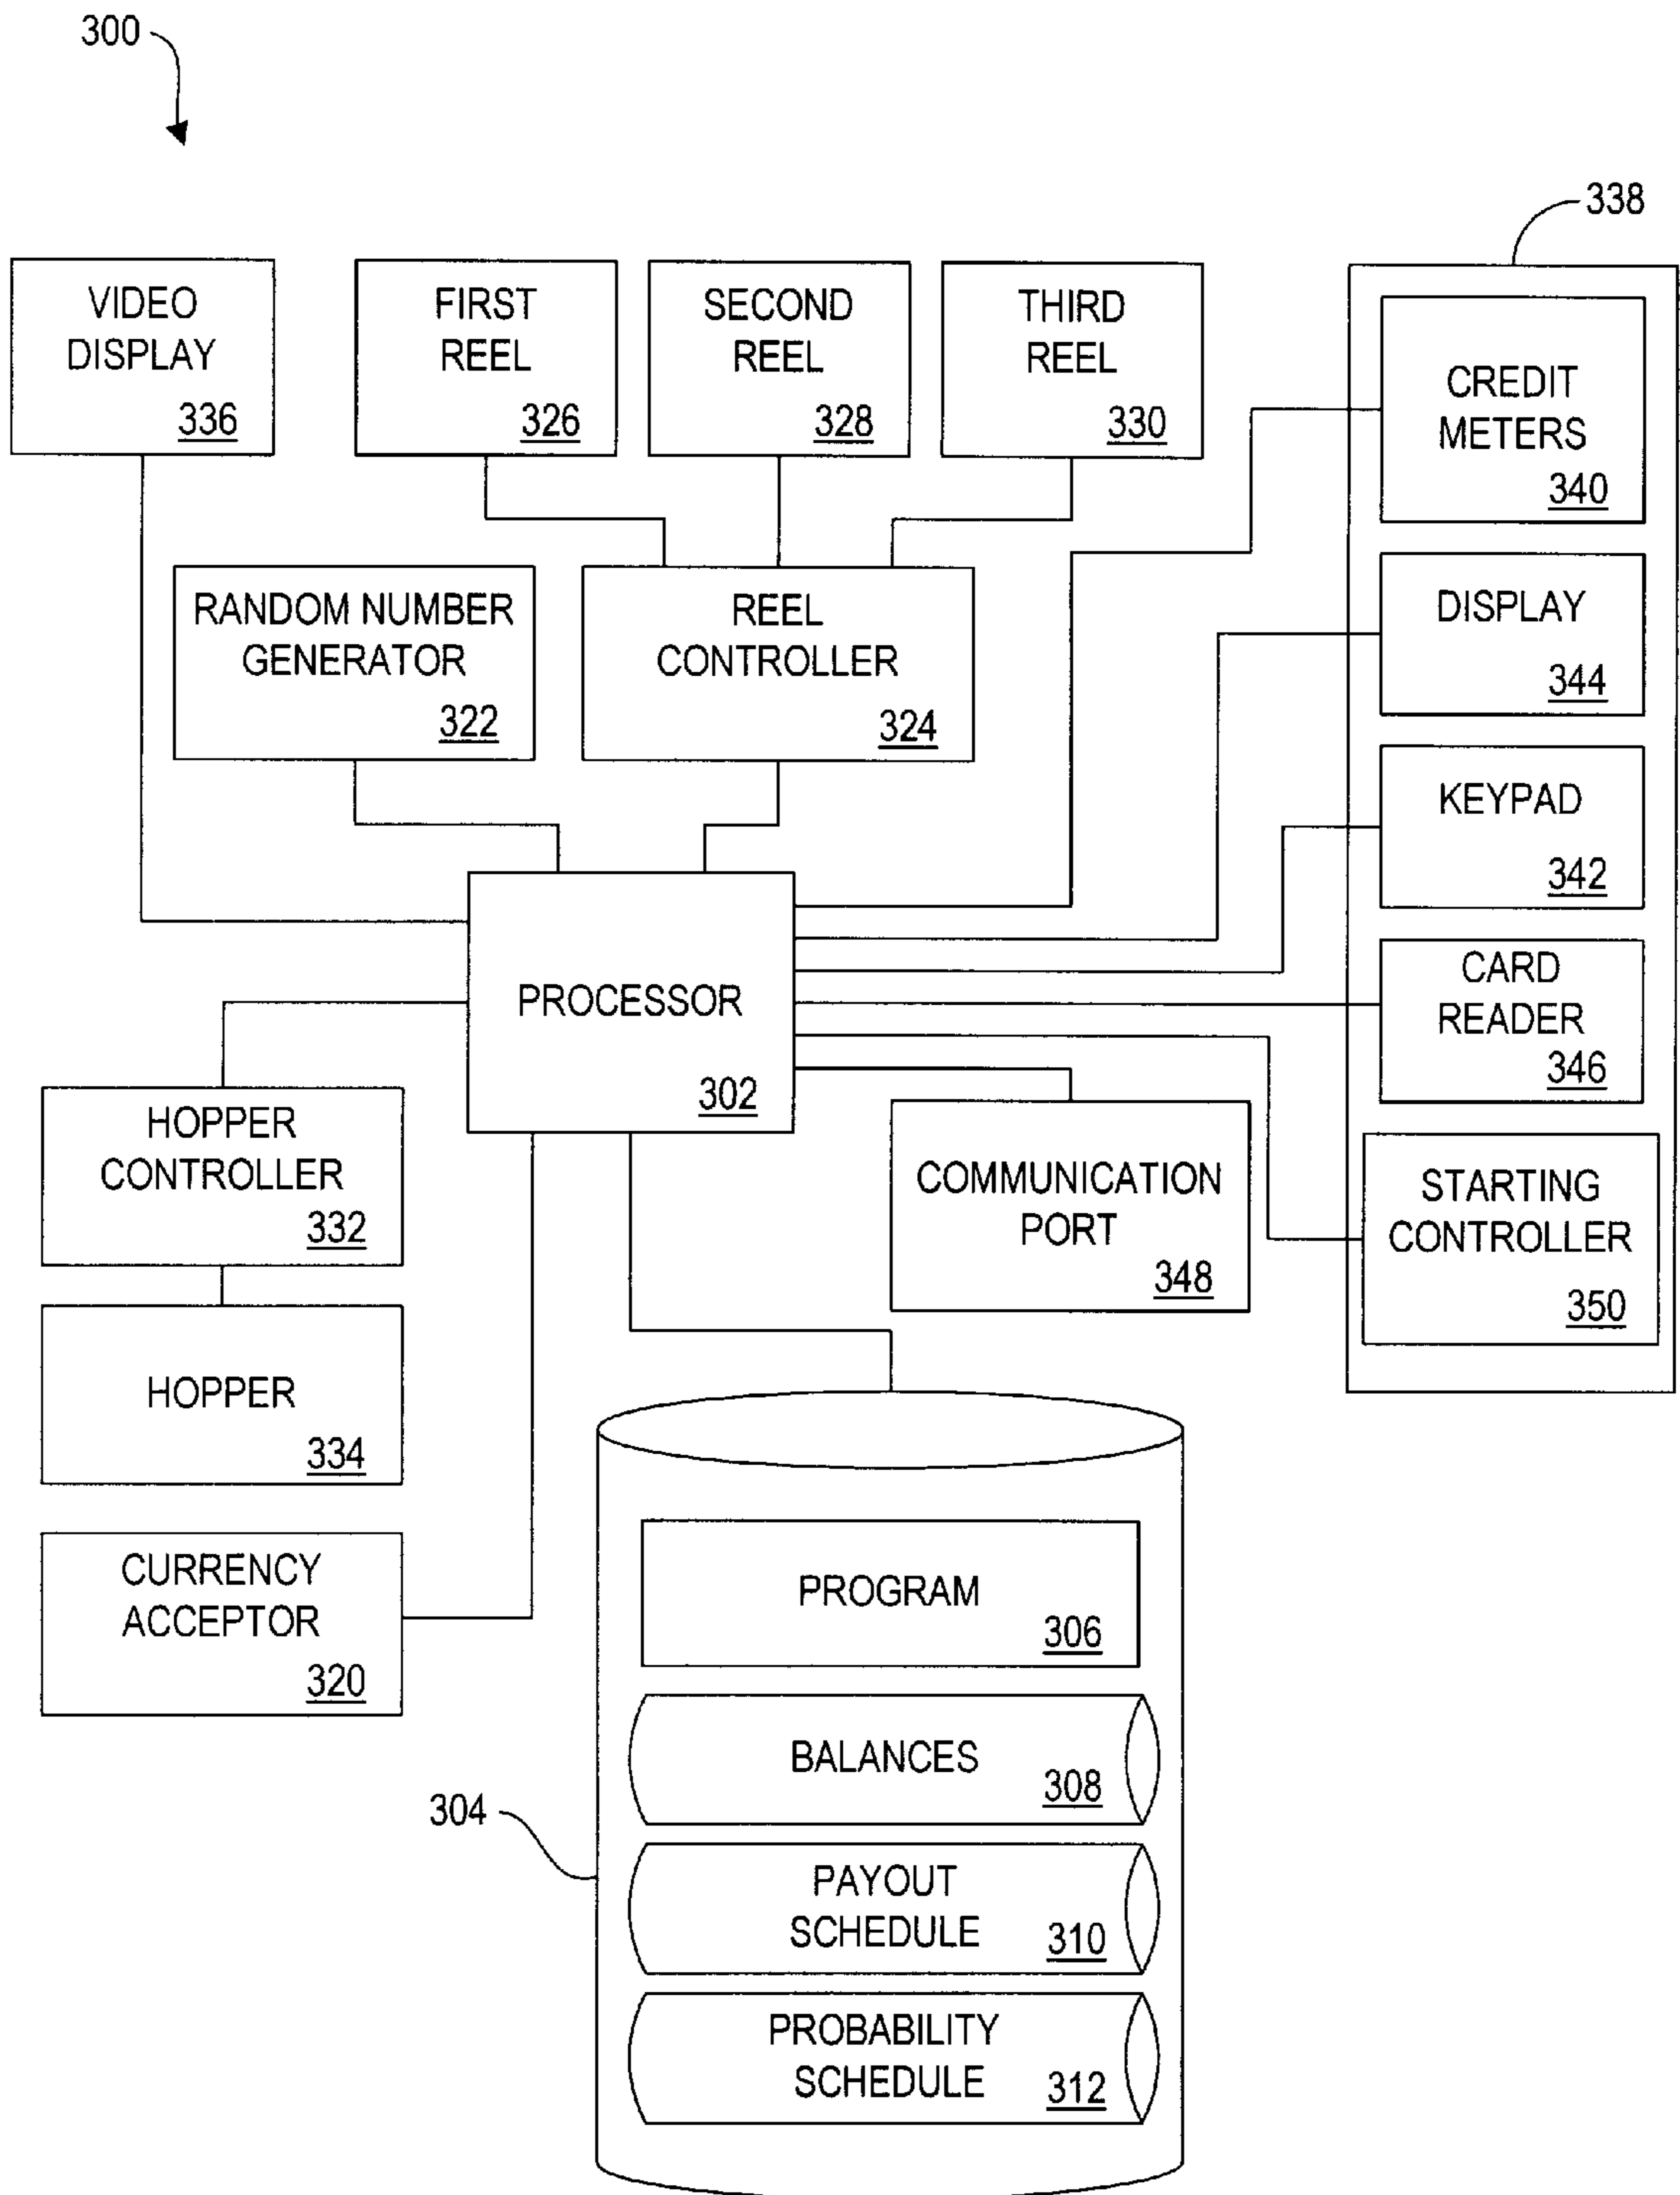 300
338
VIDEO
DISPLAY
336
FIRST
REEL
326
SECOND
REEL
328
THIRD
REEL
330
CREDIT
METERS
340
RANDOM NUMBER
GENERATOR
322
REEL
CONTROLLER
324
DISPLAY
344
KEYPAD
342
PROCESSOR
302
CARD
READER
346
HOPPER
CONTROLLER
332
COMMUNICATION
PORT
348
STARTING
CONTROLLER
350
HOPPER
334
CURRENCY
ACCEPTOR
320
PROGRAM
306
BALANCES
308
304
PAYOUT
SCHEDULE
310
PROBABILITY
SCHEDULE
312